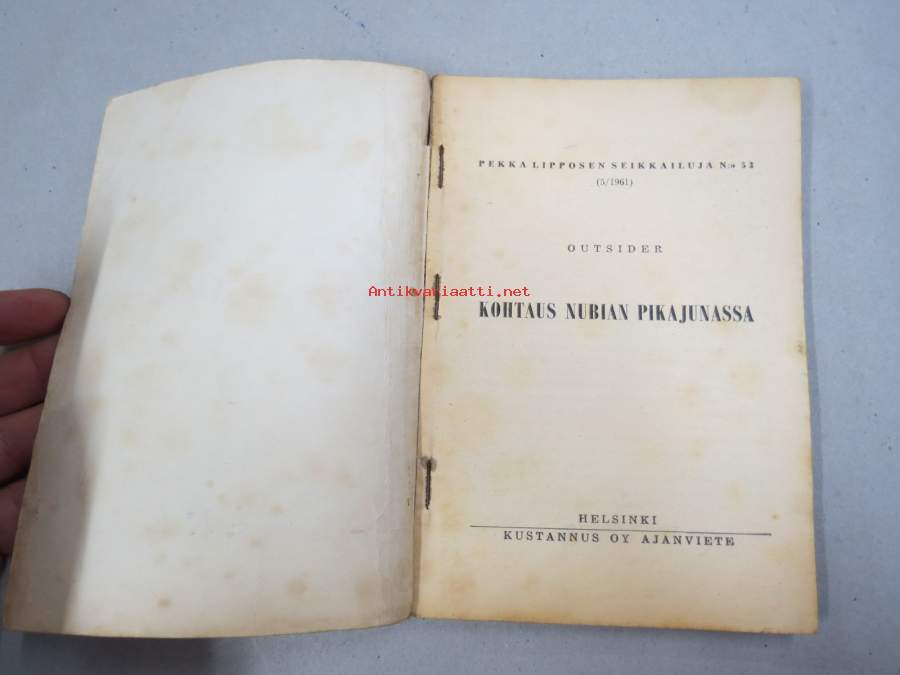 PEKKA LIPPOSEN SEIKKAILUJA N:o 53
(5/1961)
OUTSIDER
Antikvariaatti.net
KOHTAUS NUBIAN PIKAJUNASSA
HELSINKI
KUSTANNUS OY AJANVIETE